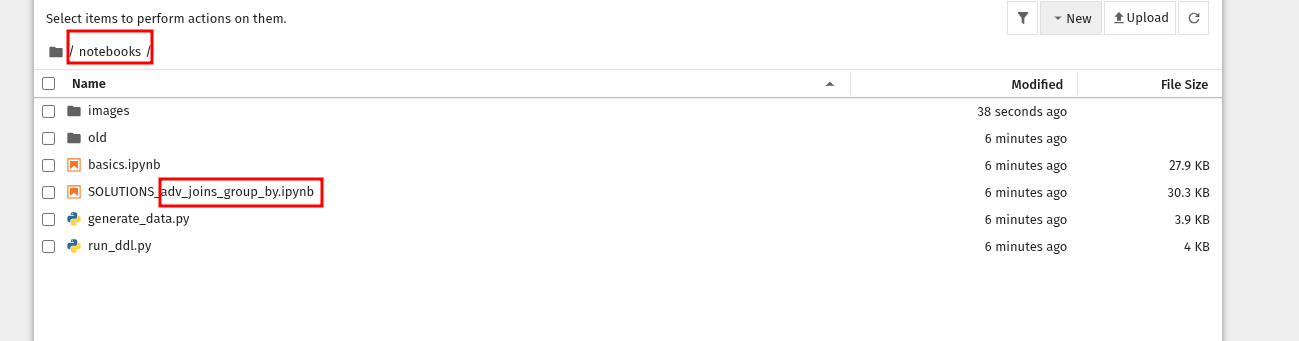 Select items to perform actions on them.
New
Upload
/ notebooks /
Name Modified File Size
images 38 seconds ago
old 6 minutes ago
basics.ipynb 6 minutes ago 27.9 KB
SOLUTIONS_adv_joins_group_by.ipynb 6 minutes ago 30.3 KB
generate_data.py 6 minutes ago 3.9 KB
run_ddl.py 6 minutes ago 4 KB